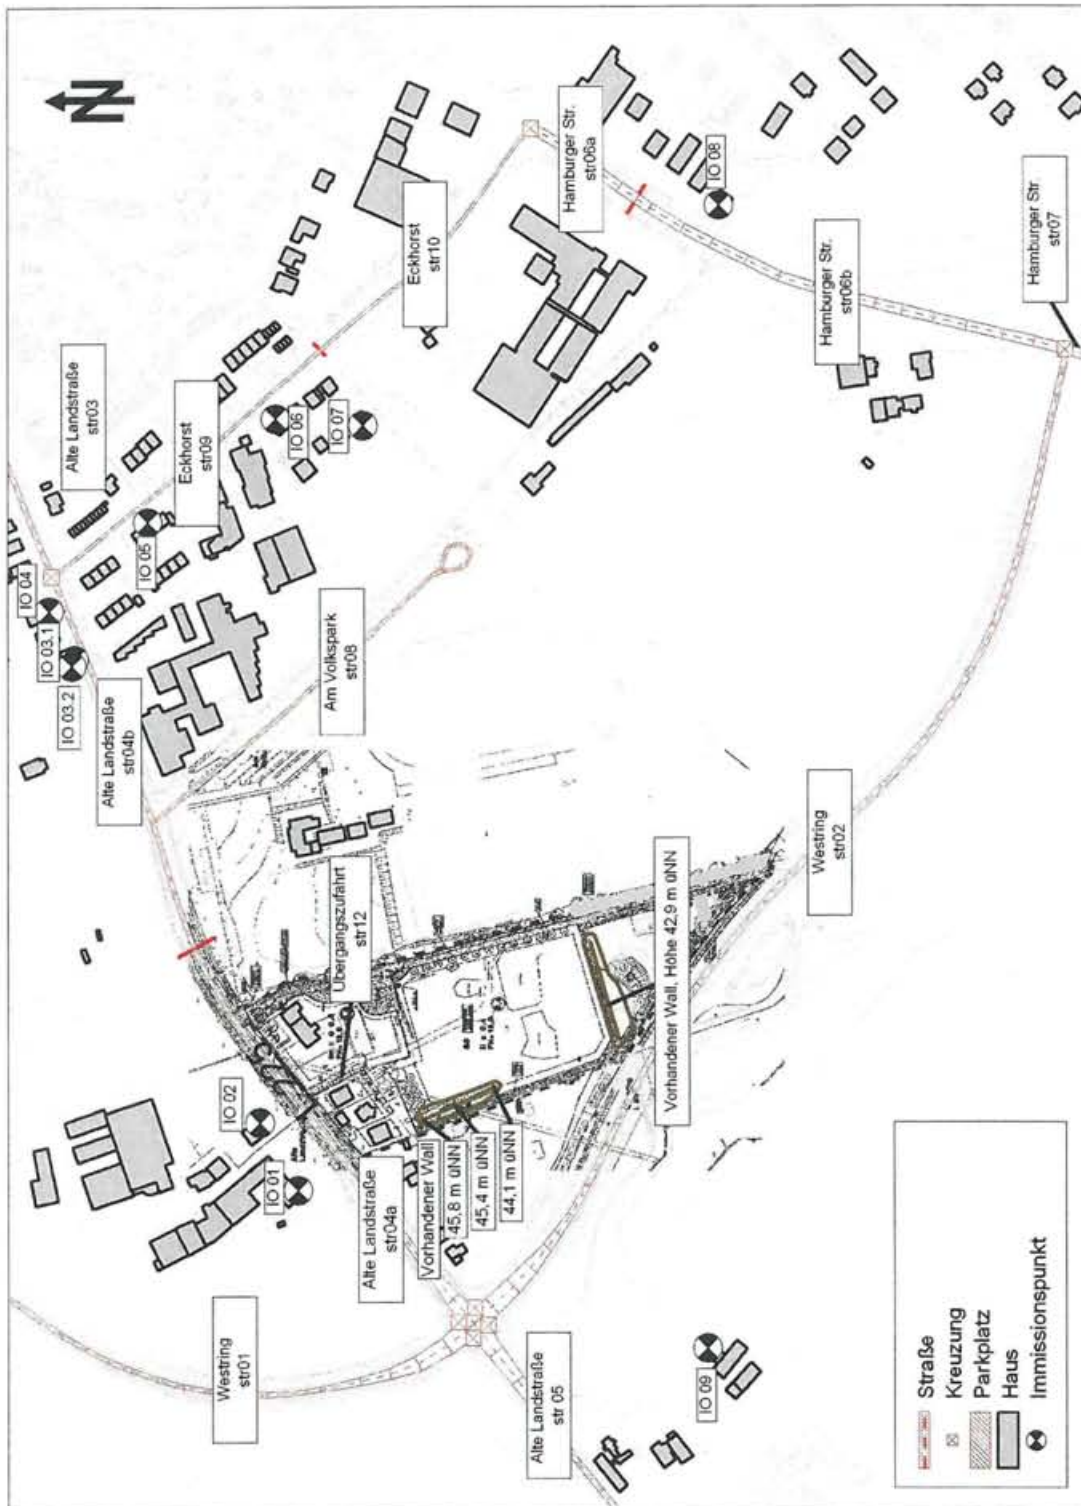 Westring
str01
Alte Landstraße
str 05
IO 09
Alte Landstraße
str04a
Vorhandener Wall
45,8 m üNN
45,4 m üNN
44,1 m üNN
IO 01
IO 02
Übergangszufahrt
str12
Vorhandener Wall, Höhe 42,9 m üNN
Westring
str02
Alte Landstraße
str04b
Am Volkspark
str08
IO 03.2
IO 03.1
IO 04
IO 05
Alte Landstraße
str03
Eckhorst
str09
IO 06
IO 07
Eckhorst
str10
Hamburger Str.
str06a
IO 08
Hamburger Str.
str06b
Hamburger Str.
str07
N
Straße
Kreuzung
Parkplatz
Haus
Immissionspunkt